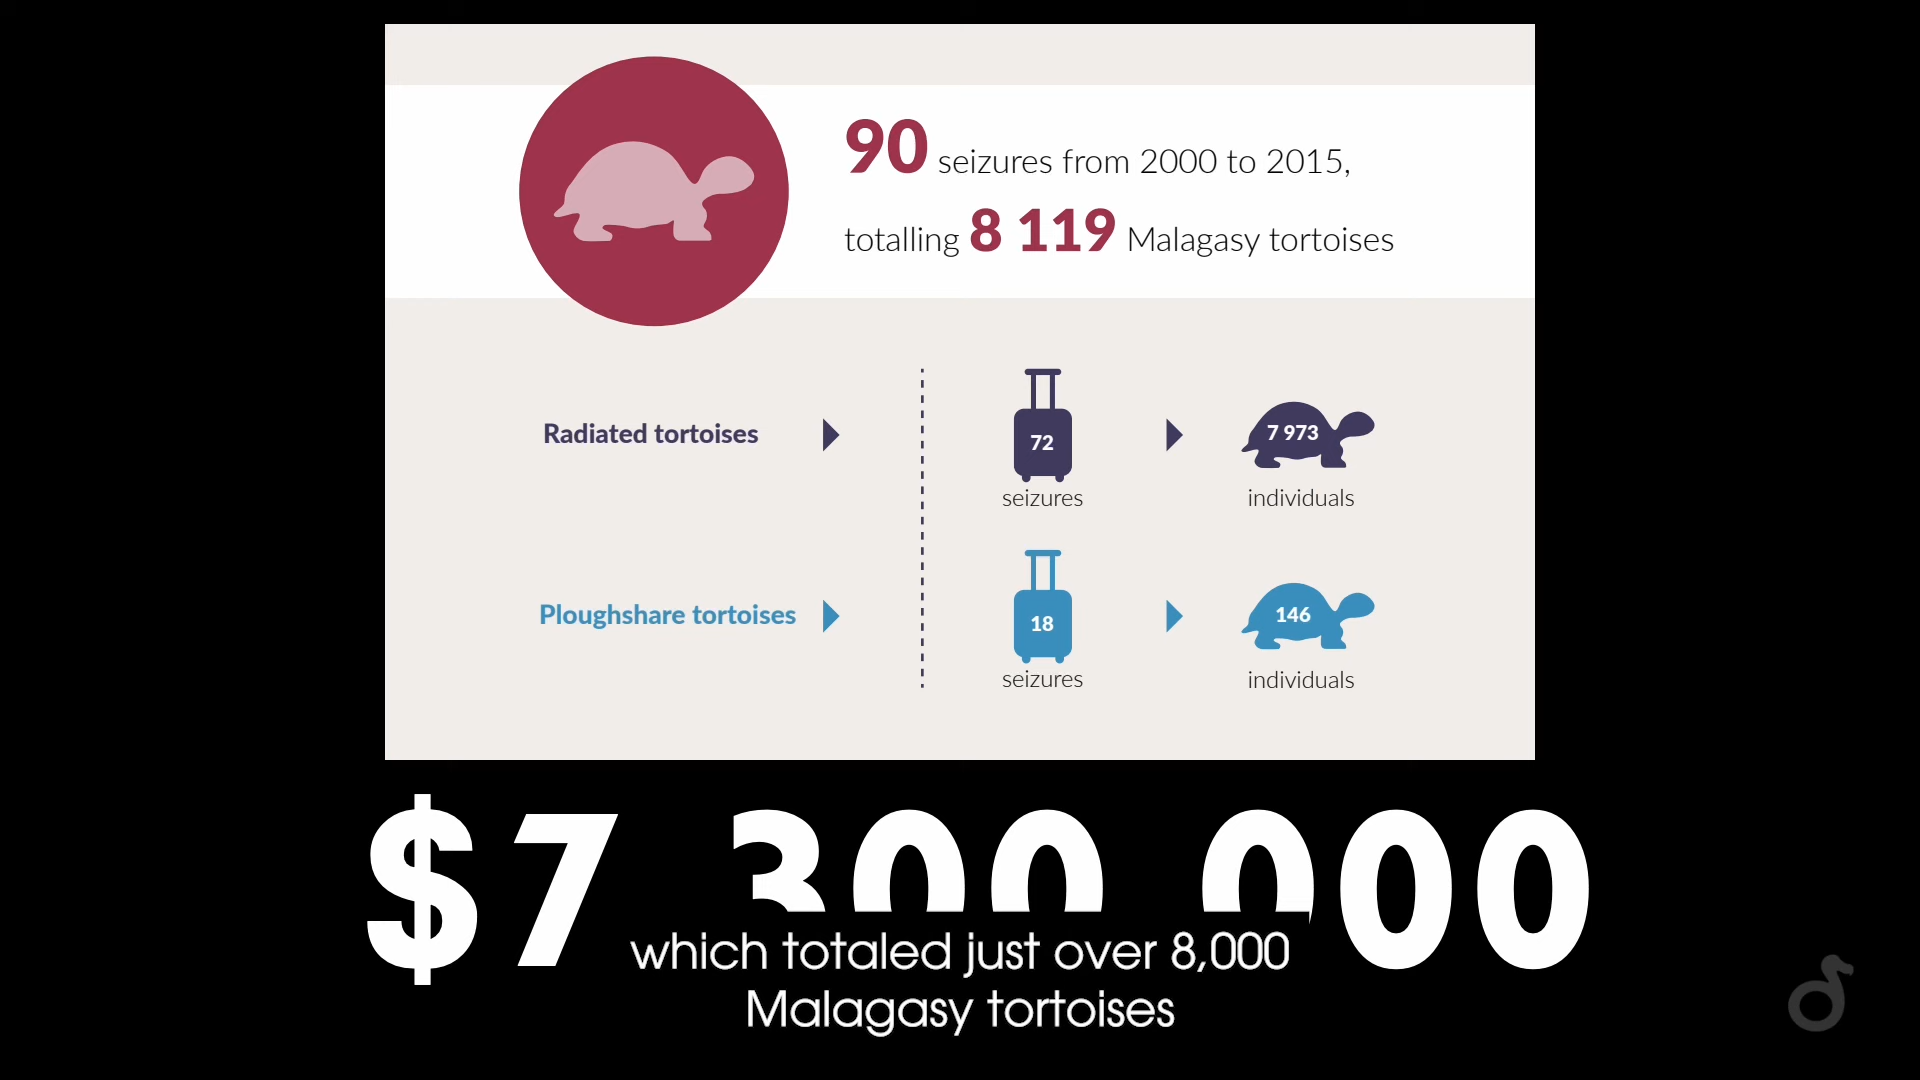 90 seizures from 2000 to 2015,
totalling 8 119 Malagasy tortoises
Radiated tortoises
72
seizures
7 973
individuals
Ploughshare tortoises
18
seizures
146
individuals
$7 300 000
which totaled just over 8,000
Malagasy tortoises